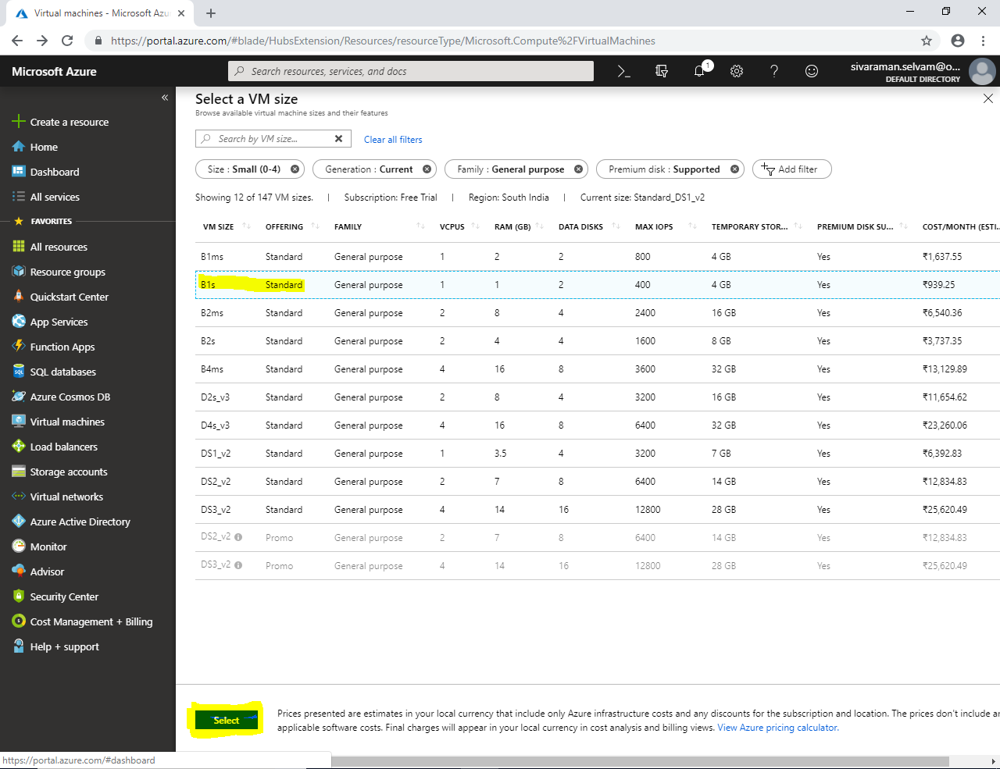 Virtual machines - Microsoft Azu
https://portal.azure.com/#blade/HubsExtension/Resources/resourceType/Microsoft.Compute%2FVirtualMachines
Microsoft Azure
Search resources, services, and docs
1
sivaraman.selvam@o...
DEFAULT DIRECTORY
Create a resource
Home
Dashboard
All services
FAVORITES
All resources
Resource groups
Quickstart Center
App Services
Function Apps
SQL databases
Azure Cosmos DB
Virtual machines
Load balancers
Storage accounts
Virtual networks
Azure Active Directory
Monitor
Advisor
Security Center
Cost Management + Billing
Help + support
Select a VM size
Browse available virtual machine sizes and their features
Search by VM size... Clear all filters
Size : Small (0-4) Generation : Current Family : General purpose Premium disk : Supported Add filter
Showing 12 of 147 VM sizes. | Subscription: Free Trial | Region: South India | Current size: Standard_DS1_v2
VM SIZE OFFERING FAMILY VCPUS RAM (GB) DATA DISKS MAX IOPS TEMPORARY STOR... PREMIUM DISK SU... COST/MONTH (ESTI...
B1ms Standard General purpose 1 2 2 800 4 GB Yes ₹1,637.55
B1s Standard General purpose 1 1 2 400 4 GB Yes ₹939.25
B2ms Standard General purpose 2 8 4 2400 16 GB Yes ₹6,540.36
B2s Standard General purpose 2 4 4 1600 8 GB Yes ₹3,737.35
B4ms Standard General purpose 4 16 8 3600 32 GB Yes ₹13,129.89
D2s_v3 Standard General purpose 2 8 4 3200 16 GB Yes ₹11,654.62
D4s_v3 Standard General purpose 4 16 8 6400 32 GB Yes ₹23,260.06
DS1_v2 Standard General purpose 1 3.5 4 3200 7 GB Yes ₹6,392.83
DS2_v2 Standard General purpose 2 7 8 6400 14 GB Yes ₹12,834.83
DS3_v2 Standard General purpose 4 14 16 12800 28 GB Yes ₹25,620.49
DS2_v2 Promo General purpose 2 7 8 6400 14 GB Yes ₹12,834.83
DS3_v2 Promo General purpose 4 14 16 12800 28 GB Yes ₹25,620.49
Select
Prices presented are estimates in your local currency that include only Azure infrastructure costs and any discounts for the subscription and location. The prices don't include an
applicable software costs. Final charges will appear in your local currency in cost analysis and billing views. View Azure pricing calculator.
https://portal.azure.com/#dashboard